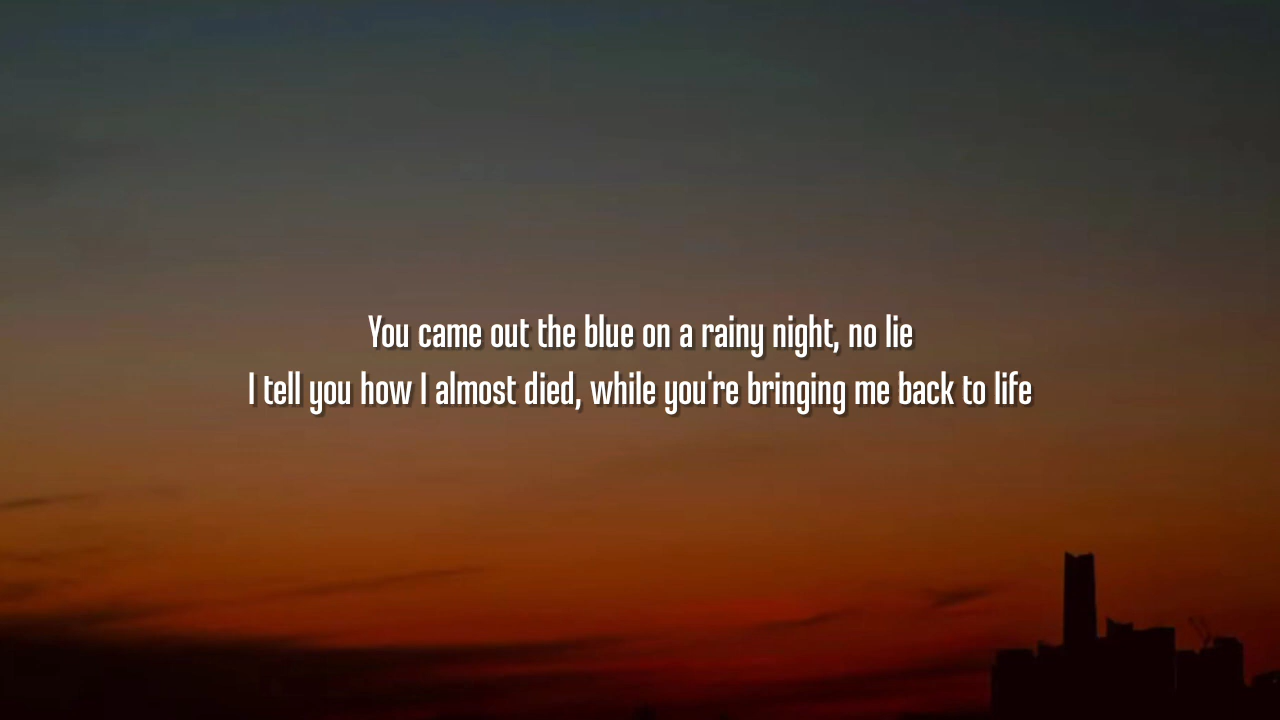 You came out the blue on a rainy night, no lie
I tell you how I almost died, while you're bringing me back to life